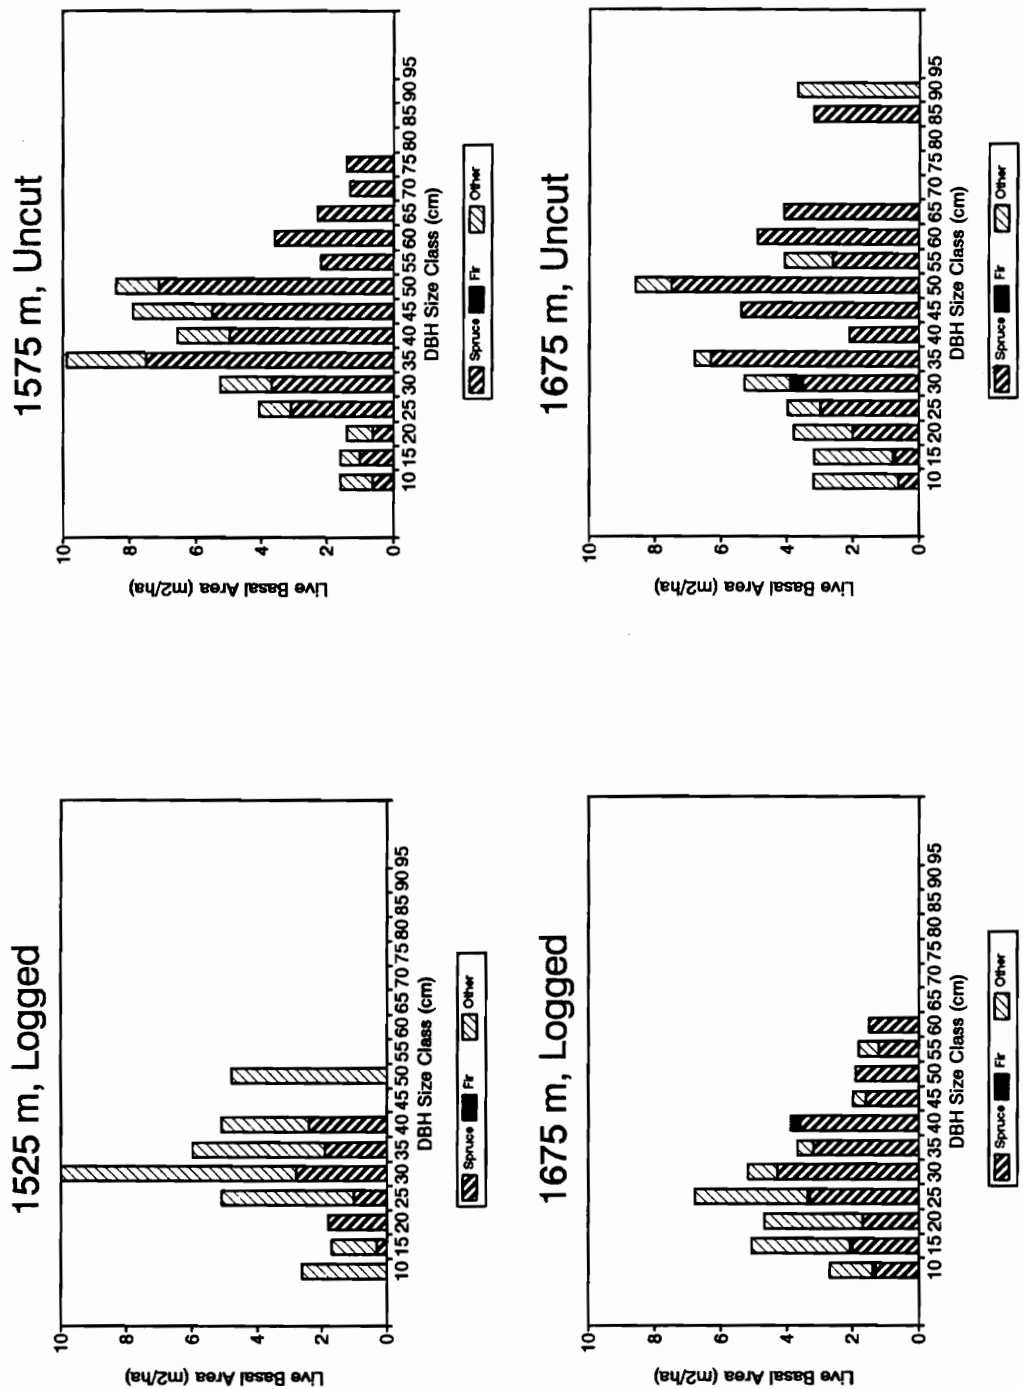 1575 m, Uncut
Live Basal Area (m2/ha)
10
8
6
4
2
0
10 15 20 25 30 35 40 45 50 55 60 65 70 75 80 85 90 95
DBH Size Class (cm)
Spruce Fir Other
1675 m, Uncut
Live Basal Area (m2/ha)
10
8
6
4
2
0
10 15 20 25 30 35 40 45 50 55 60 65 70 75 80 85 90 95
DBH Size Class (cm)
Spruce Fir Other
1525 m, Logged
Live Basal Area (m2/ha)
10
8
6
4
2
0
10 15 20 25 30 35 40 45 50 55 60 65 70 75 80 85 90 95
DBH Size Class (cm)
Spruce Fir Other
1675 m, Logged
Live Basal Area (m2/ha)
10
8
6
4
2
0
10 15 20 25 30 35 40 45 50 55 60 65 70 75 80 85 90 95
DBH Size Class (cm)
Spruce Fir Other